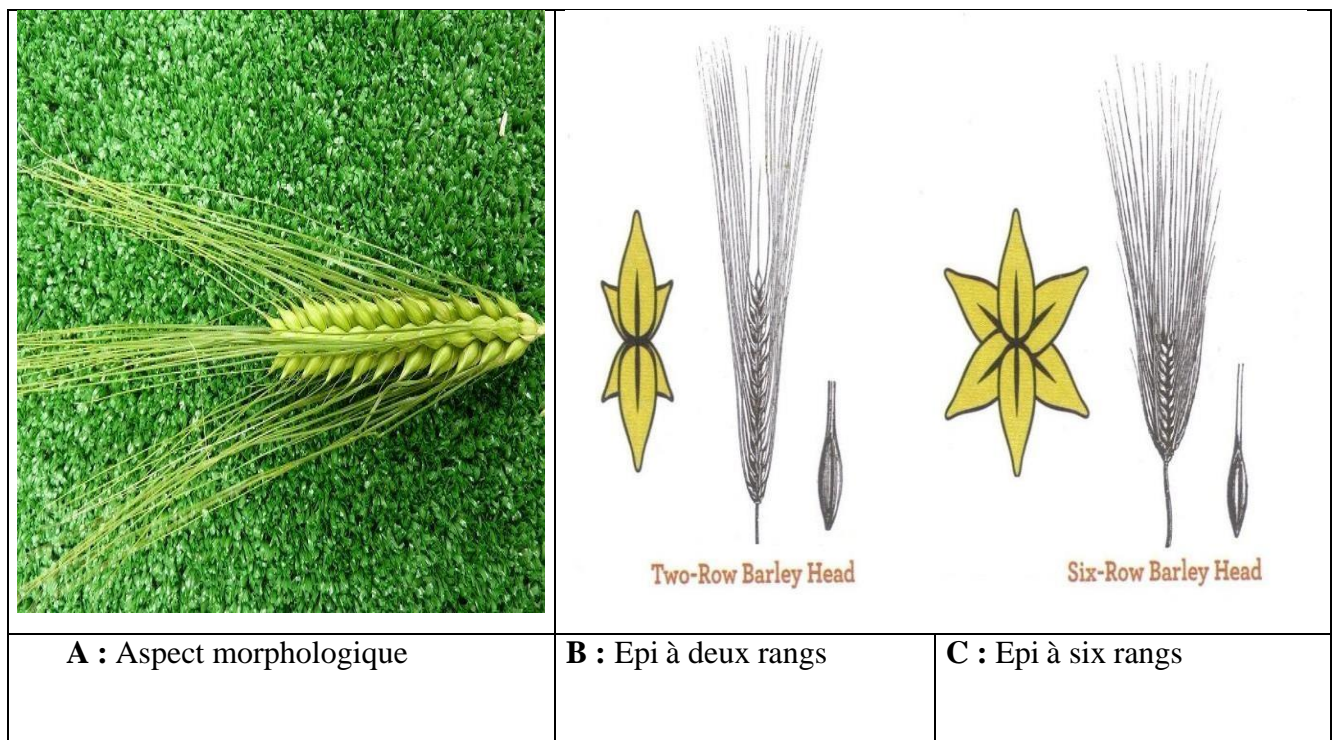 Two-Row Barley Head
Six-Row Barley Head
A : Aspect morphologique
B : Epi à deux rangs
C : Epi à six rangs